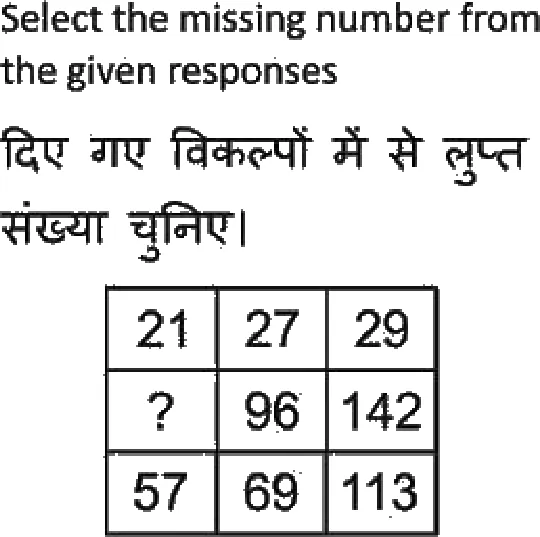 Select the missing number from
the given responses
दिए गए विकल्पों में से लुप्त
संख्या चुनिए।
21 27 29
? 96 142
57 69 113